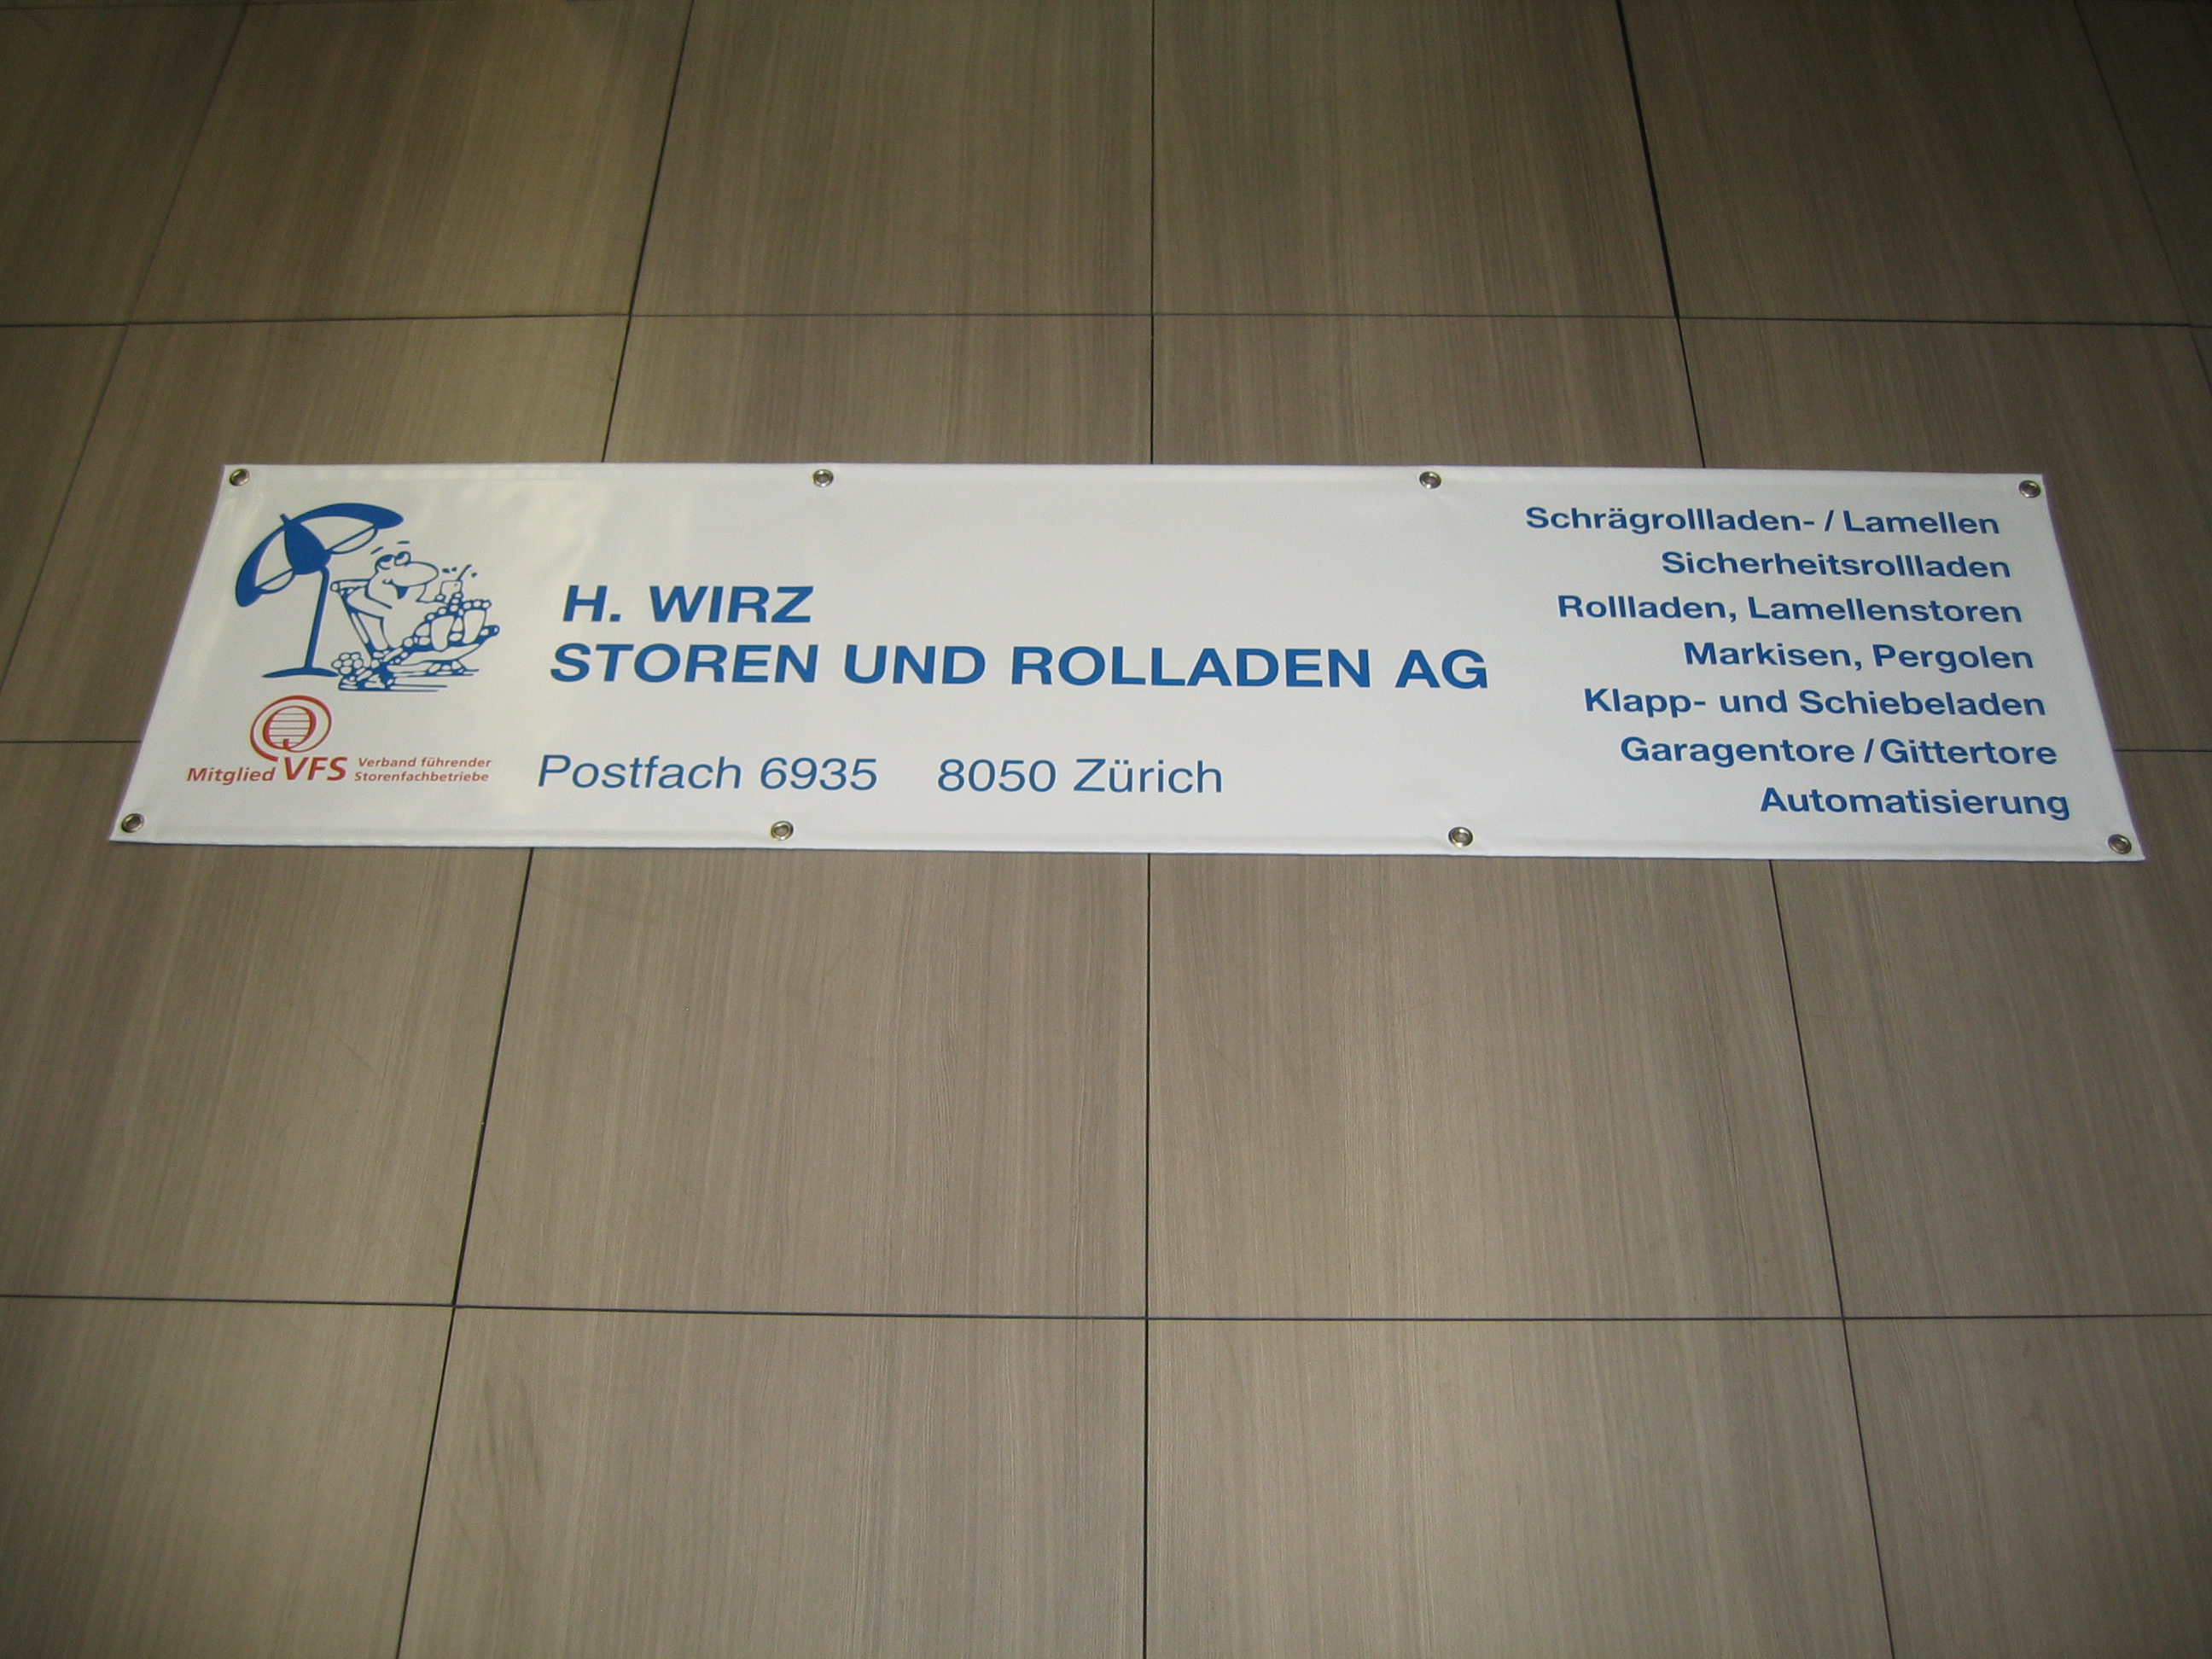 H. WIRZ
STOREN UND ROLLADEN AG
Postfach 6935 8050 Zürich
Q
Mitglied VFS Verband führender
Storenfachbetriebe
Schrägrollladen- / Lamellen
Sicherheitsrollladen
Rollladen, Lamellenstoren
Markisen, Pergolen
Klapp- und Schiebeladen
Garagentore / Gittertore
Automatisierung